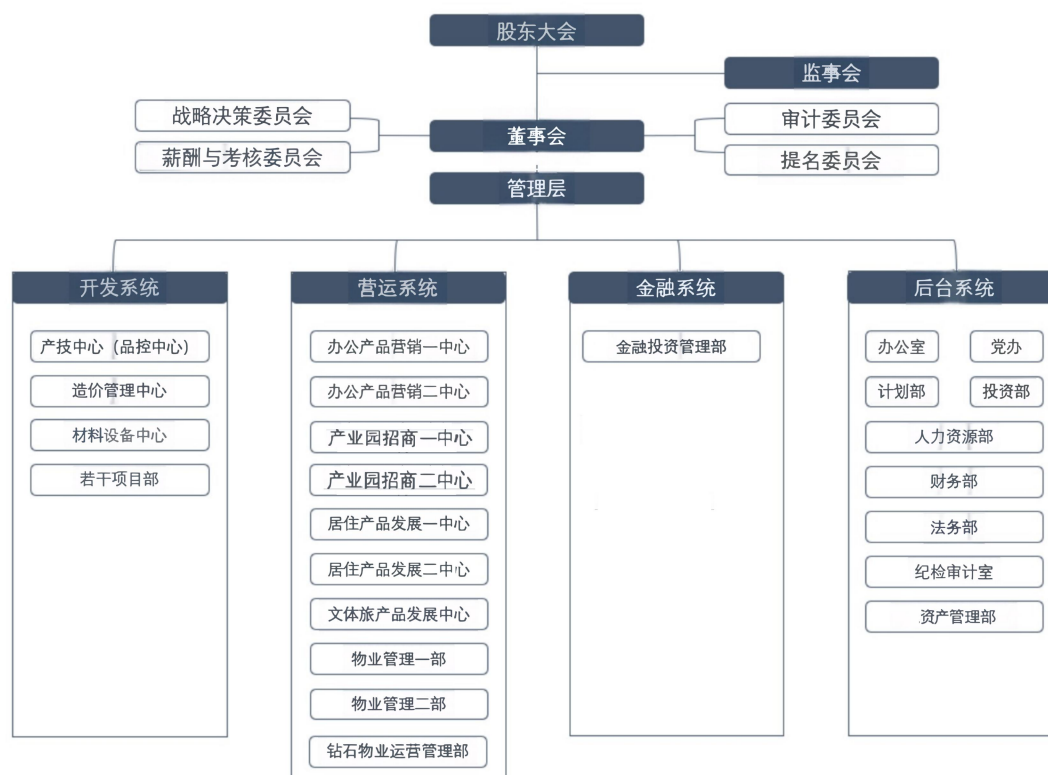 股东大会
监事会
战略决策委员会
审计委员会
董事会
薪酬与考核委员会
提名委员会
管理层
开发系统
产技中心（品控中心）
造价管理中心
材料设备中心
若干项目部
营运系统
办公产品营销一中心
办公产品营销二中心
产业园招商一中心
产业园招商二中心
居住产品发展一中心
居住产品发展二中心
文体旅产品发展中心
物业管理一部
物业管理二部
钻石物业运营管理部
金融系统
金融投资管理部
后台系统
办公室
党办
计划部
投资部
人力资源部
财务部
法务部
纪检审计室
资产管理部